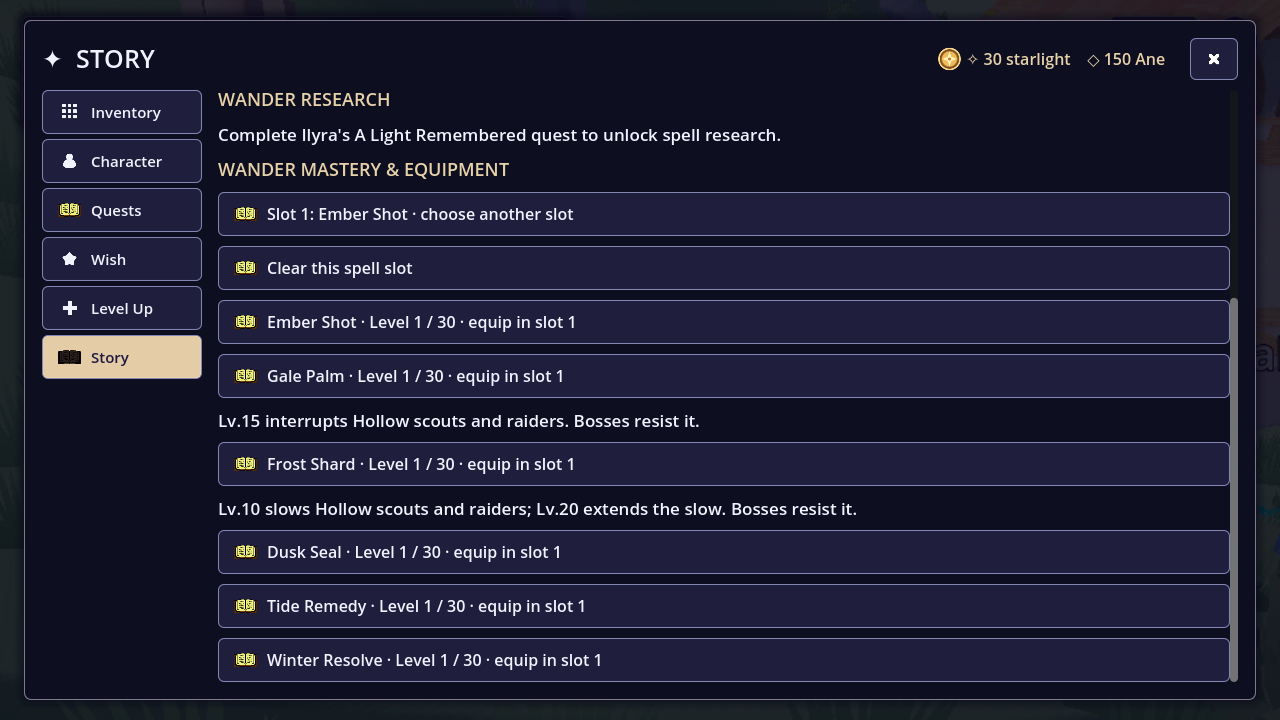 ✦ STORY
✧ 30 starlight ◇ 150 Ane
Inventory
Character
Quests
Wish
Level Up
Story
WANDER RESEARCH
Complete Ilyra's A Light Remembered quest to unlock spell research.
WANDER MASTERY & EQUIPMENT
Slot 1: Ember Shot · choose another slot
Clear this spell slot
Ember Shot · Level 1 / 30 · equip in slot 1
Gale Palm · Level 1 / 30 · equip in slot 1
Lv.15 interrupts Hollow scouts and raiders. Bosses resist it.
Frost Shard · Level 1 / 30 · equip in slot 1
Lv.10 slows Hollow scouts and raiders; Lv.20 extends the slow. Bosses resist it.
Dusk Seal · Level 1 / 30 · equip in slot 1
Tide Remedy · Level 1 / 30 · equip in slot 1
Winter Resolve · Level 1 / 30 · equip in slot 1